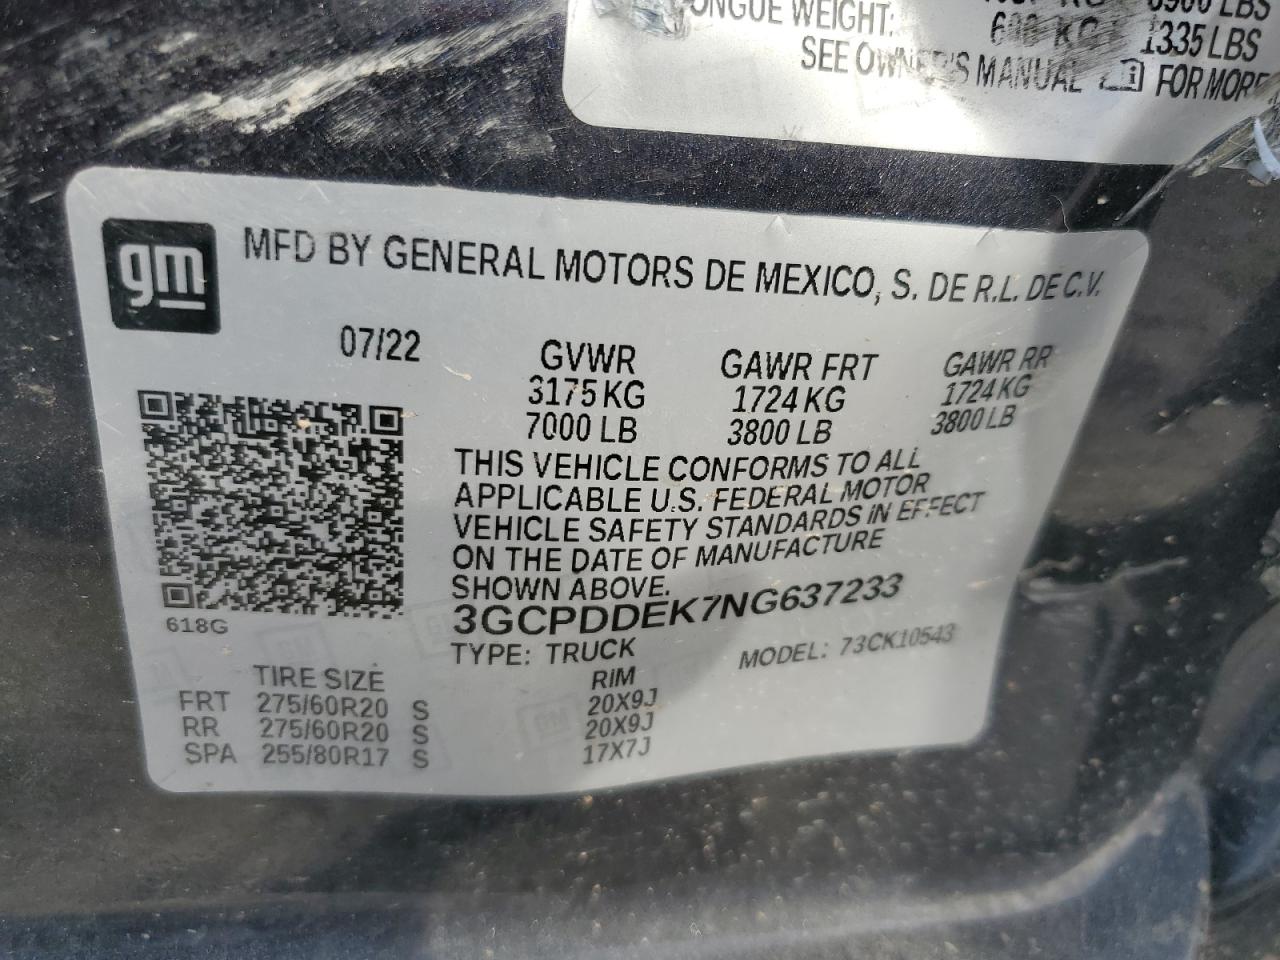 TONGUE WEIGHT:
LBS
KG 1335 LBS
SEE OWNER'S MANUAL i FOR MORE
gm
MFD BY GENERAL MOTORS DE MEXICO, S. DE R.L. DE C.V.
07/22 GVWR GAWR FRT GAWR RR
3175 KG 1724 KG 1724 KG
7000 LB 3800 LB 3800 LB
THIS VEHICLE CONFORMS TO ALL
APPLICABLE U.S. FEDERAL MOTOR
VEHICLE SAFETY STANDARDS IN EFFECT
ON THE DATE OF MANUFACTURE
SHOWN ABOVE.
618G
3GCPDDEK7NG637233
TYPE: TRUCK MODEL: 73CK10543
TIRE SIZE RIM
FRT 275/60R20 S 20X9J
RR 275/60R20 S 20X9J
SPA 255/80R17 S 17X7J